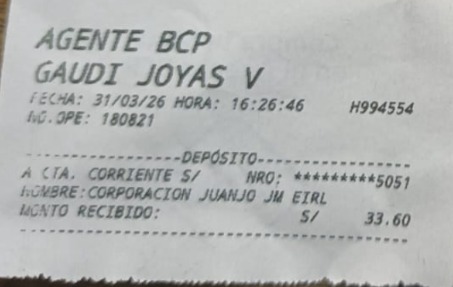 AGENTE BCP
GAUDI JOYAS V
FECHA: 31/03/26 HORA: 16:26:46 H994554
NO.OPE: 180821
DEPÓSITO
A CTA. CORRIENTE S/ NRO: *********5051
NOMBRE:CORPORACION JUANJO JM EIRL
MONTO RECIBIDO: S/ 33.60